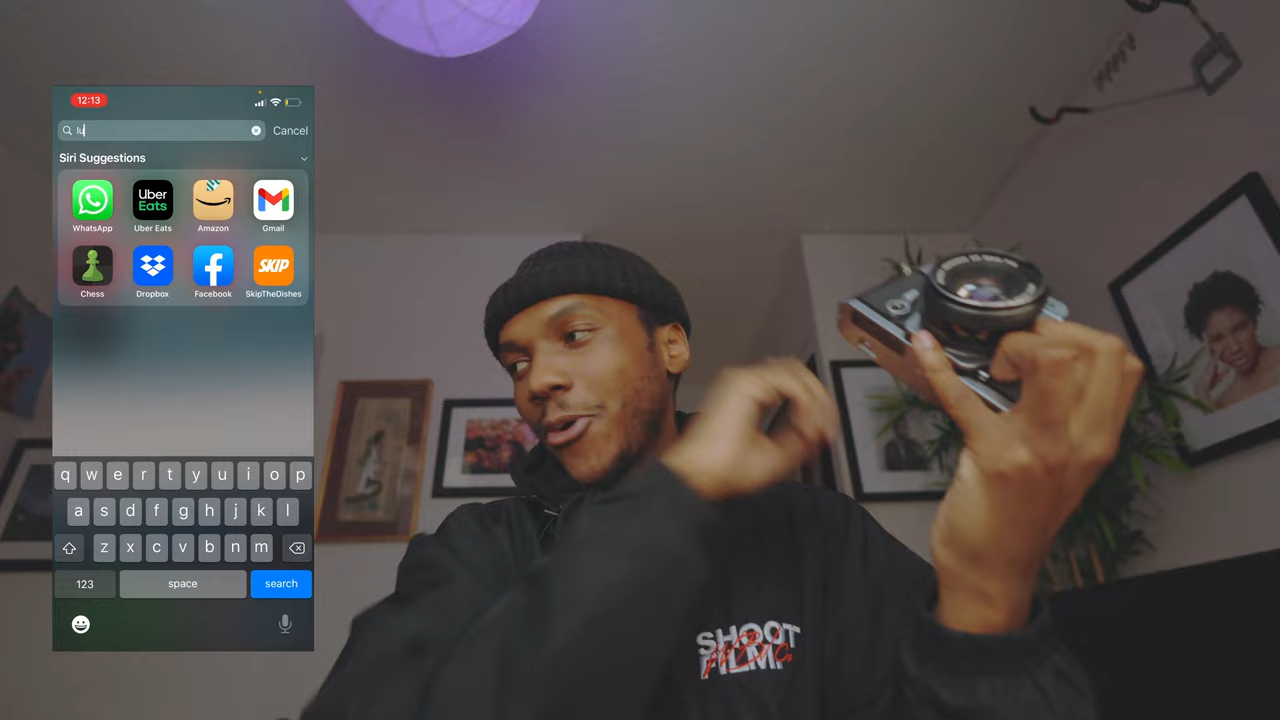 12:13
lu
Cancel
Siri Suggestions
Uber
Eats
SKIP
WhatsApp
Uber Eats
Amazon
Gmail
Chess
Dropbox
Facebook
SkipTheDishes
q w e r t y u i o p
a s d f g h j k l
z x c v b n m
123
space
search
SHOOT
FILM
Co